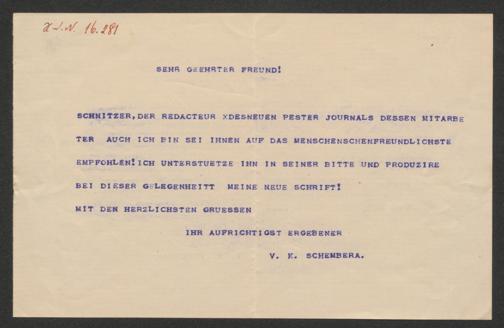 I.N. 16.281
SEHR GEEHRTER FREUND!
SCHNITZER, DER REDACTEUR XDESNEUEN PESTER JOURNALS DESSEN MITARBE
TER AUCH ICH BIN SEI IHNEN AUF DAS MENSCHENSCHENFREUNDLICHSTE
EMPFOHLEN! ICH UNTERSTUETZE IHN IN SEINER BITTE UND PRODUZIRE
BEI DIESER GELEGENHEITT MEINE NEUE SCHRIFT!
MIT DEN HERZLICHSTEN GRUESSEN
IHR AUFRICHTIGST ERGEBENER
V. K. SCHEMBERA.